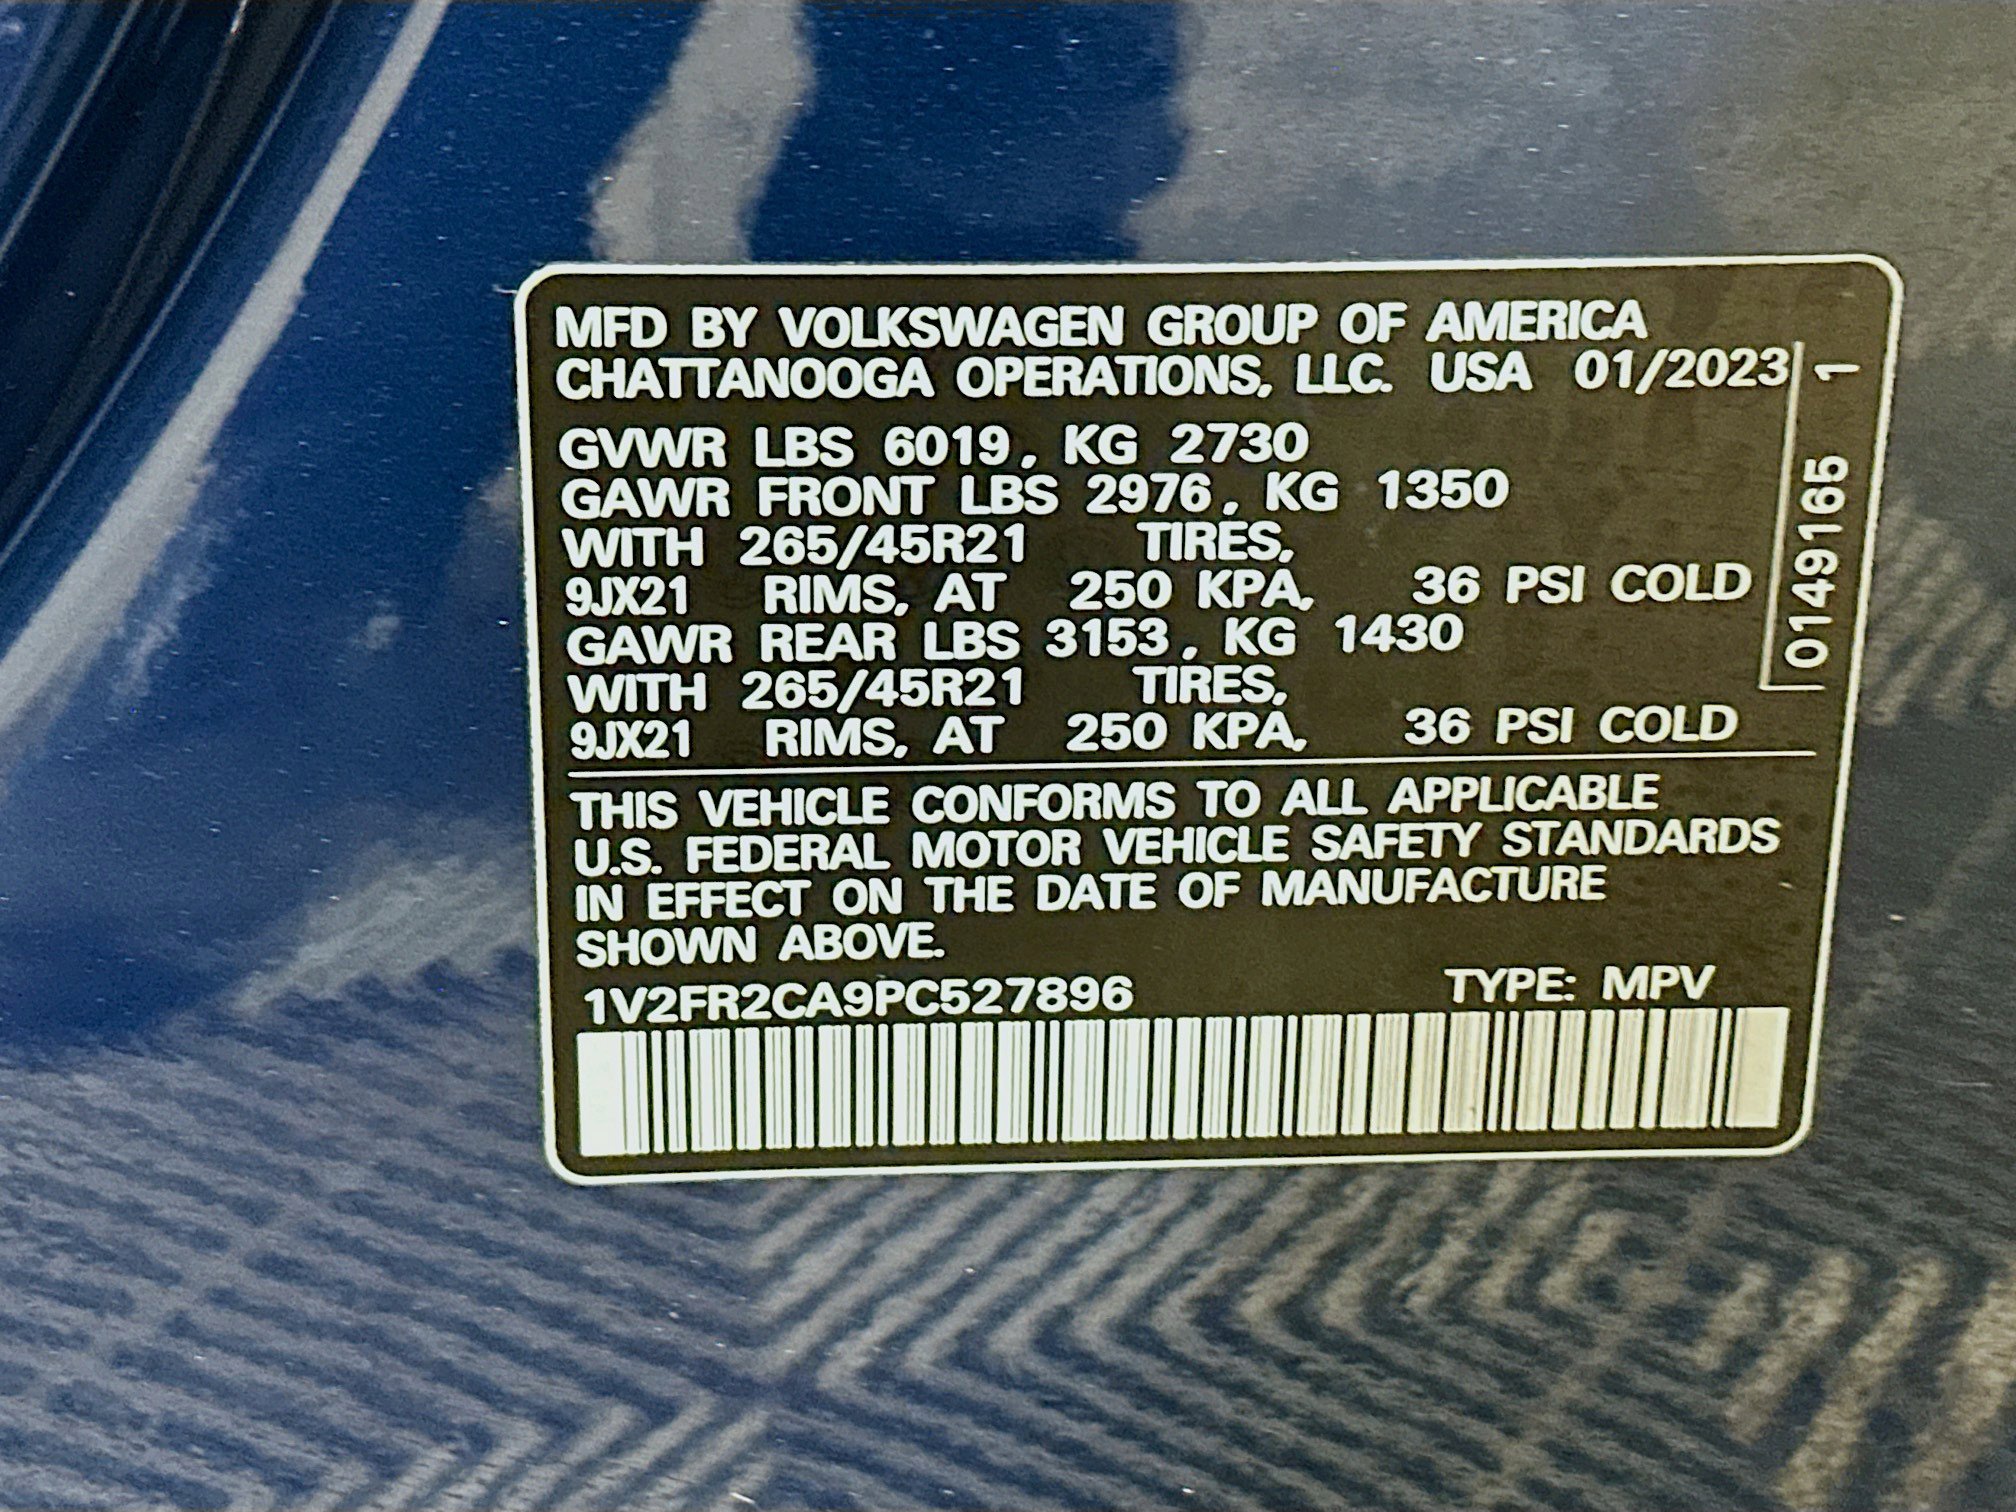 MFD BY VOLKSWAGEN GROUP OF AMERICA
CHATTANOOGA OPERATIONS, LLC. USA 01/2023
GVWR LBS 6019, KG 2730
GAWR FRONT LBS 2976, KG 1350
WITH 265/45R21 TIRES,
9JX21 RIMS, AT 250 KPA, 36 PSI COLD
GAWR REAR LBS 3153, KG 1430
WITH 265/45R21 TIRES,
9JX21 RIMS, AT 250 KPA, 36 PSI COLD
0149165 1
THIS VEHICLE CONFORMS TO ALL APPLICABLE
U.S. FEDERAL MOTOR VEHICLE SAFETY STANDARDS
IN EFFECT ON THE DATE OF MANUFACTURE
SHOWN ABOVE.
1V2FR2CA9PC527896 TYPE: MPV